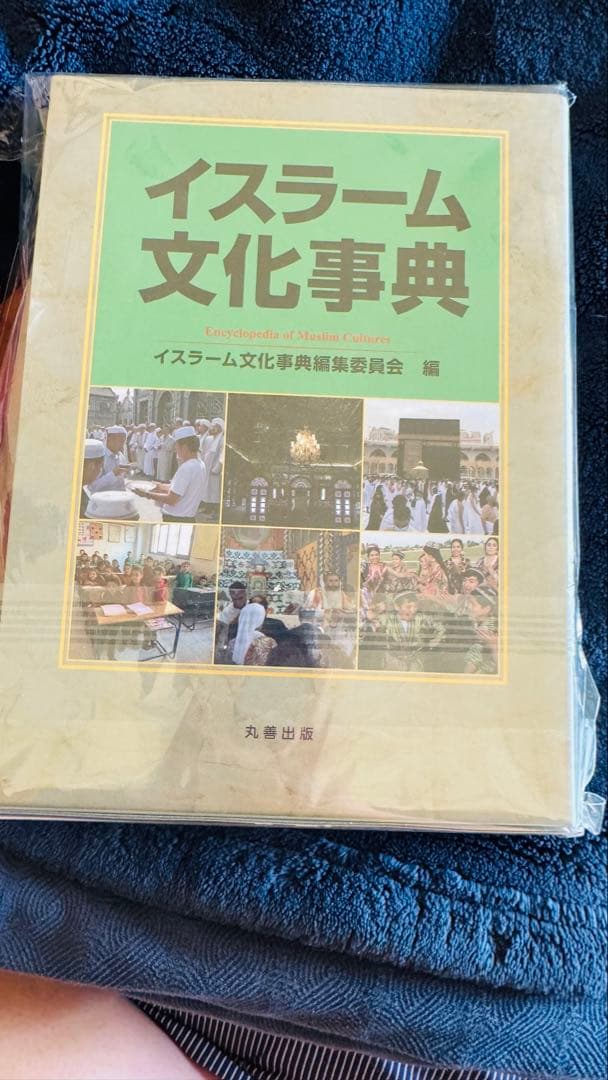 イスラーム
文化事典
Encyclopedia of Muslim Cultures
イスラーム文化事典編集委員会 編
丸善出版